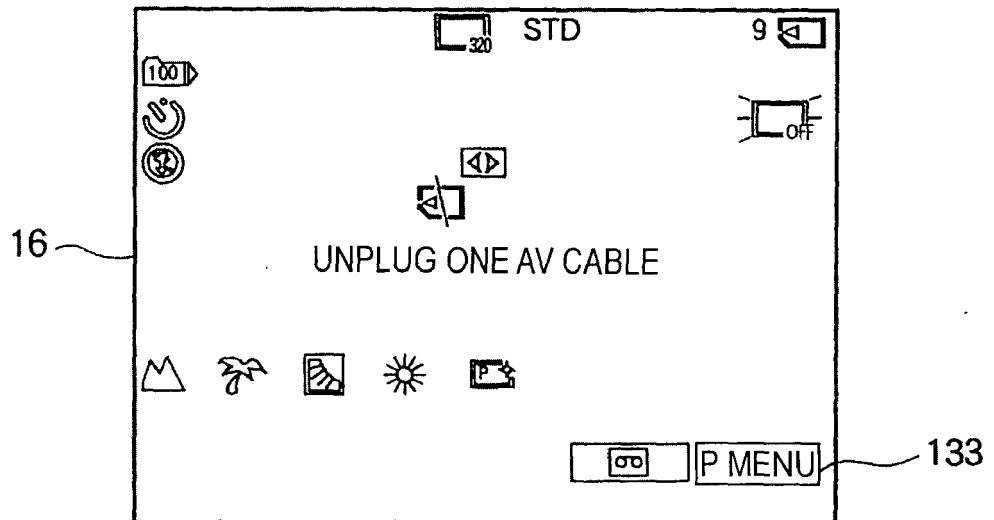 320 STD 9
100
OFF
16
UNPLUG ONE AV CABLE
P
P MENU 133